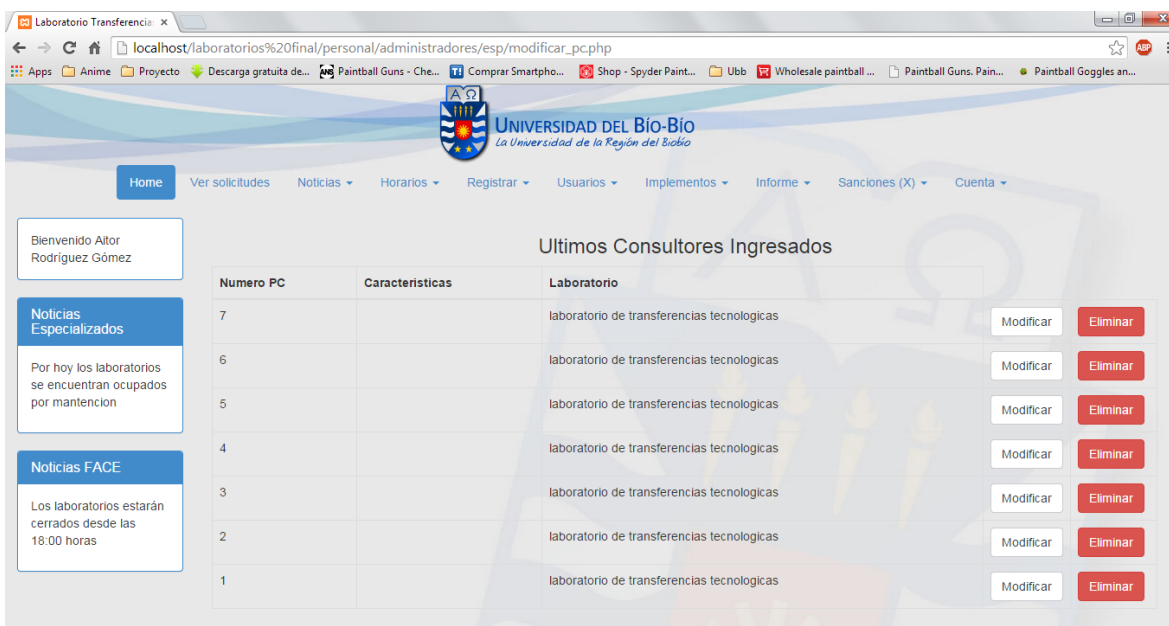 Laboratorio Transferencia
localhost/laboratorios%20final/personal/administradores/esp/modificar_pc.php
ABP
Apps Anime Proyecto Descarga gratuita de... Paintball Guns - Che... Comprar Smartpho... Shop - Spyder Paint... Ubb Wholesale paintball ... Paintball Guns. Pain... Paintball Goggles an...
Α Ω
UNIVERSIDAD DEL BÍO-BÍO
La Universidad de la Región del Biobío
Home Ver solicitudes Noticias Horarios Registrar Usuarios Implementos Informe Sanciones (X) Cuenta
Bienvenido Aitor
Rodríguez Gómez
Noticias
Especializados
Por hoy los laboratorios
se encuentran ocupados
por mantencion
Noticias FACE
Los laboratorios estarán
cerrados desde las
18:00 horas
Ultimos Consultores Ingresados
Numero PC Caracteristicas Laboratorio
7 laboratorio de transferencias tecnologicas Modificar Eliminar
6 laboratorio de transferencias tecnologicas Modificar Eliminar
5 laboratorio de transferencias tecnologicas Modificar Eliminar
4 laboratorio de transferencias tecnologicas Modificar Eliminar
3 laboratorio de transferencias tecnologicas Modificar Eliminar
2 laboratorio de transferencias tecnologicas Modificar Eliminar
1 laboratorio de transferencias tecnologicas Modificar Eliminar